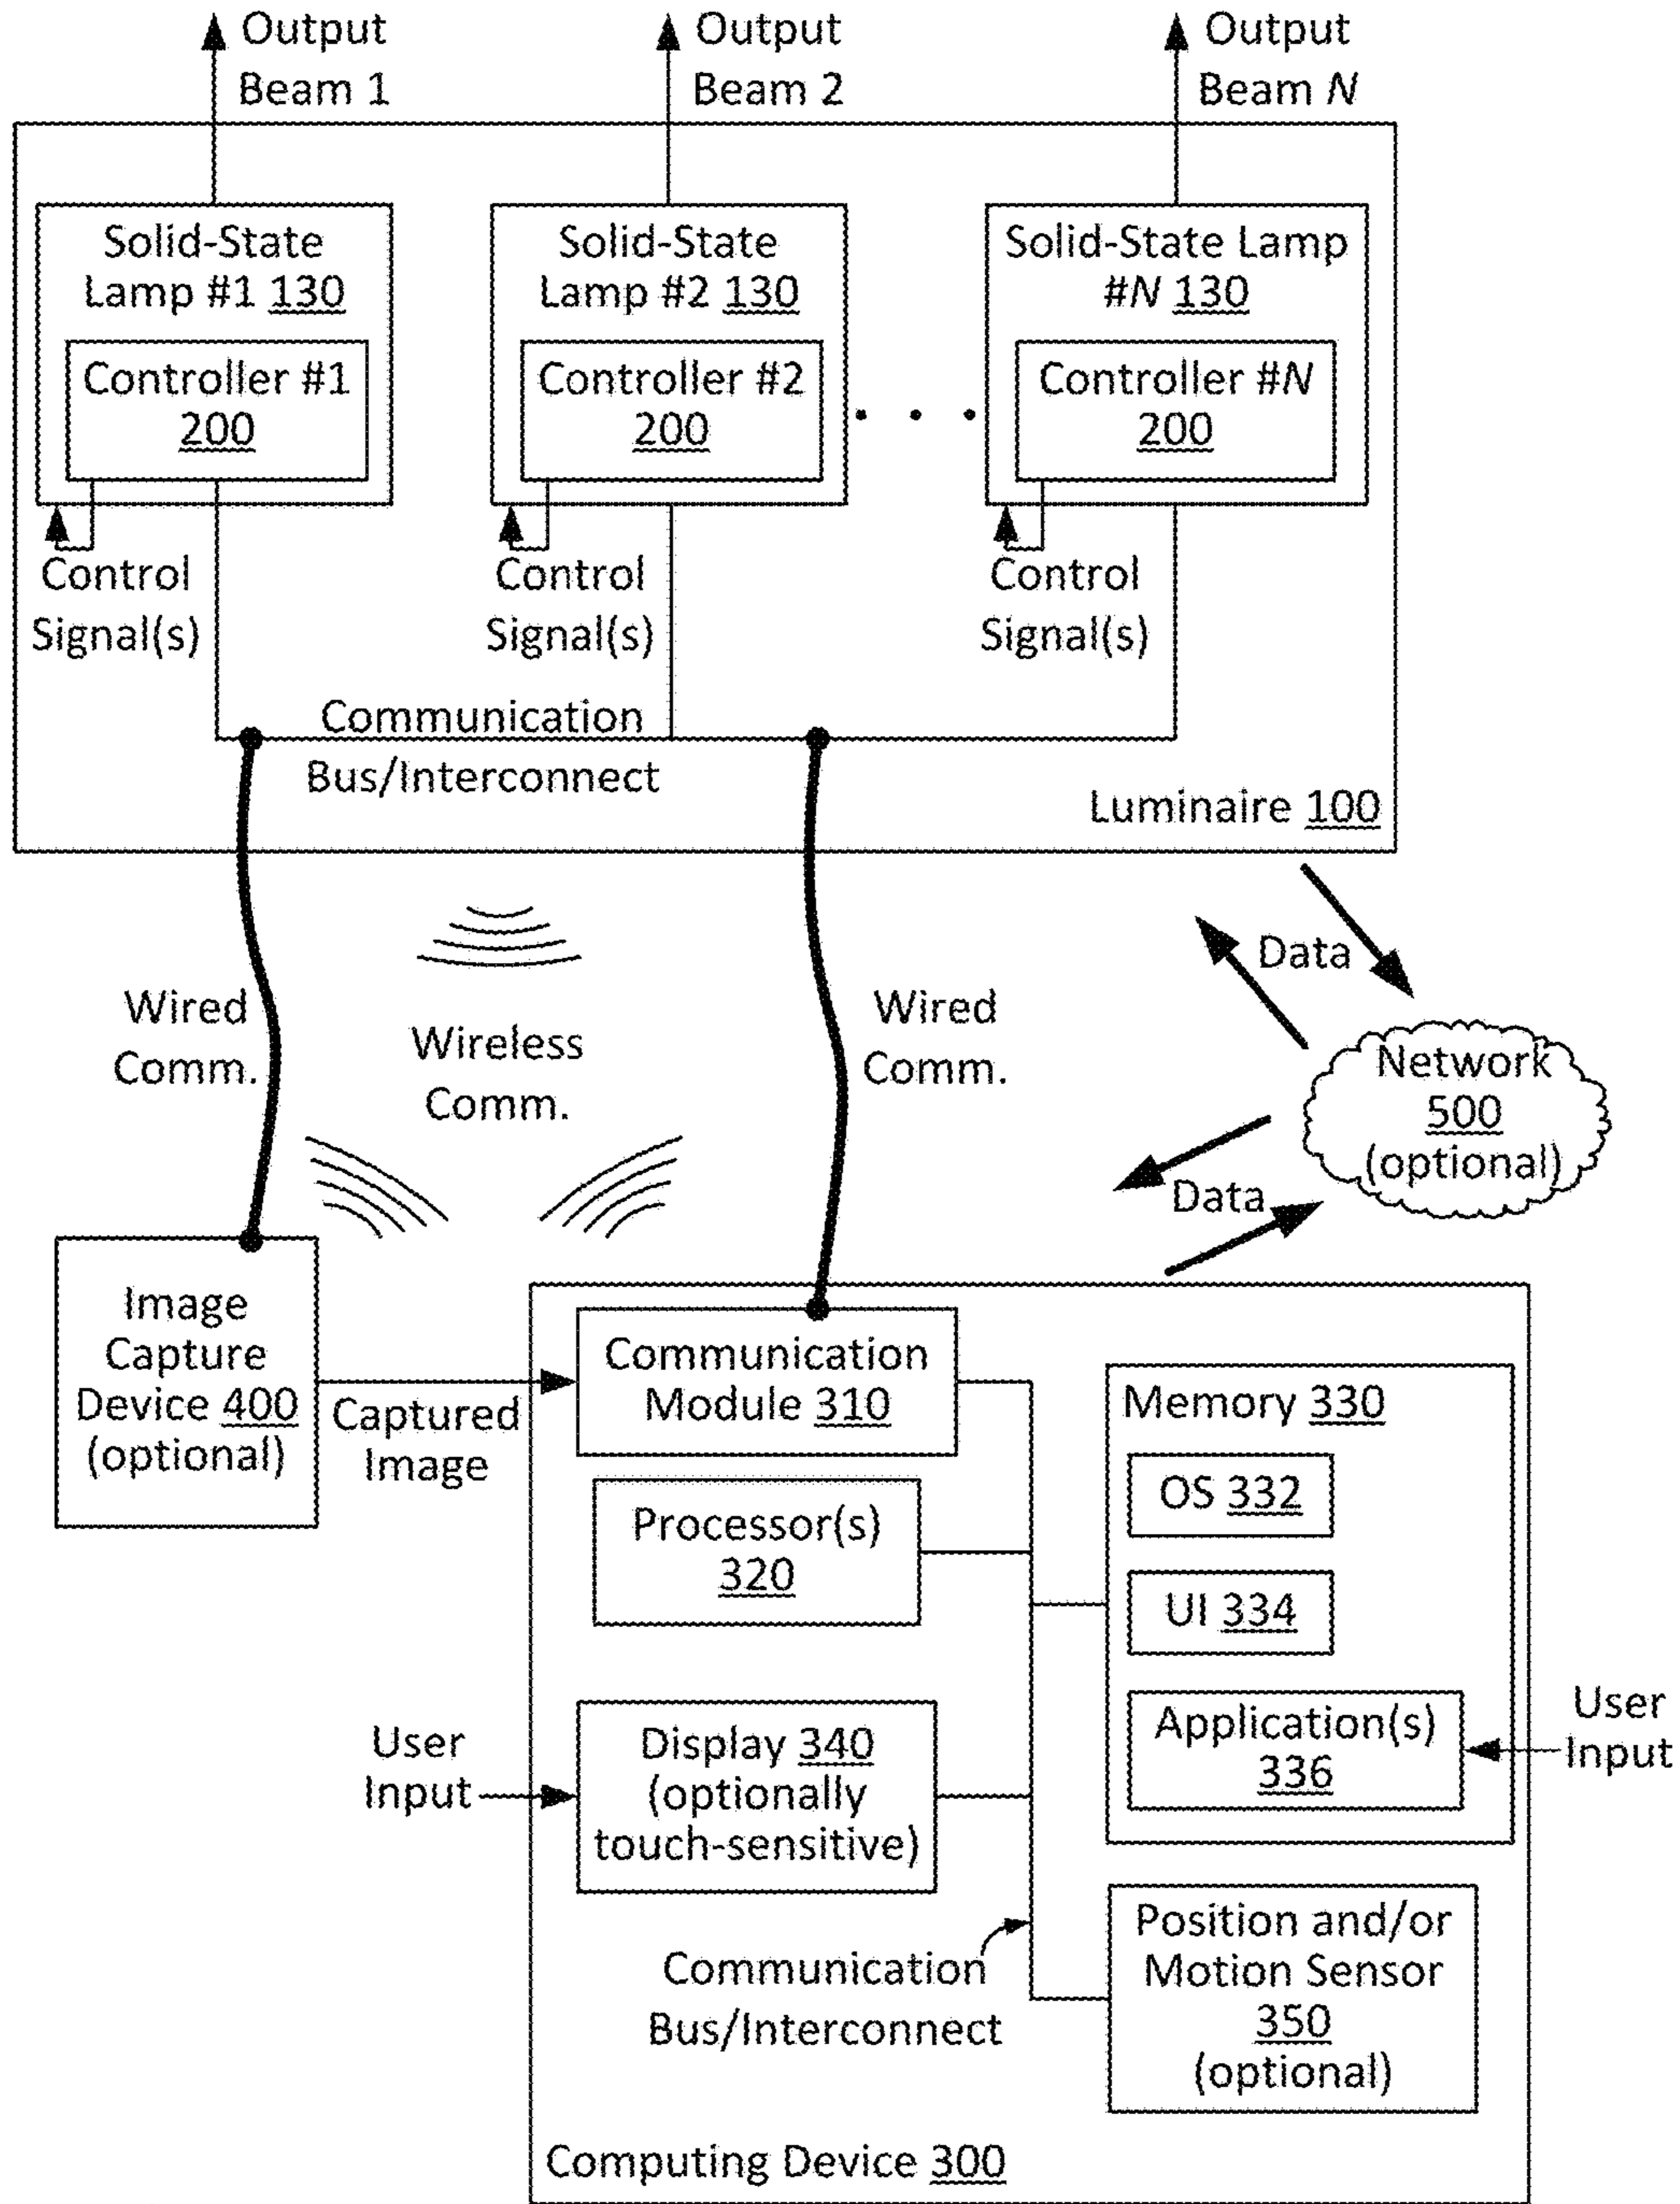 Output
Beam 1
Output
Beam 2
Output
Beam N
Solid-State
Lamp #1 130
Controller #1
200
Solid-State
Lamp #2 130
Controller #2
200
. . .
Solid-State Lamp
#N 130
Controller #N
200
Control
Signal(s)
Control
Signal(s)
Control
Signal(s)
Communication
Bus/Interconnect
Luminaire 100
Wired
Comm.
Wireless
Comm.
Wired
Comm.
Data
Network
500
(optional)
Data
Image
Capture
Device 400
(optional)
Captured
Image
Communication
Module 310
Processor(s)
320
Memory 330
OS 332
UI 334
Application(s)
336
User
Input
User
Input
Display 340
(optionally
touch-sensitive)
Communication
Bus/Interconnect
Position and/or
Motion Sensor
350
(optional)
Computing Device 300